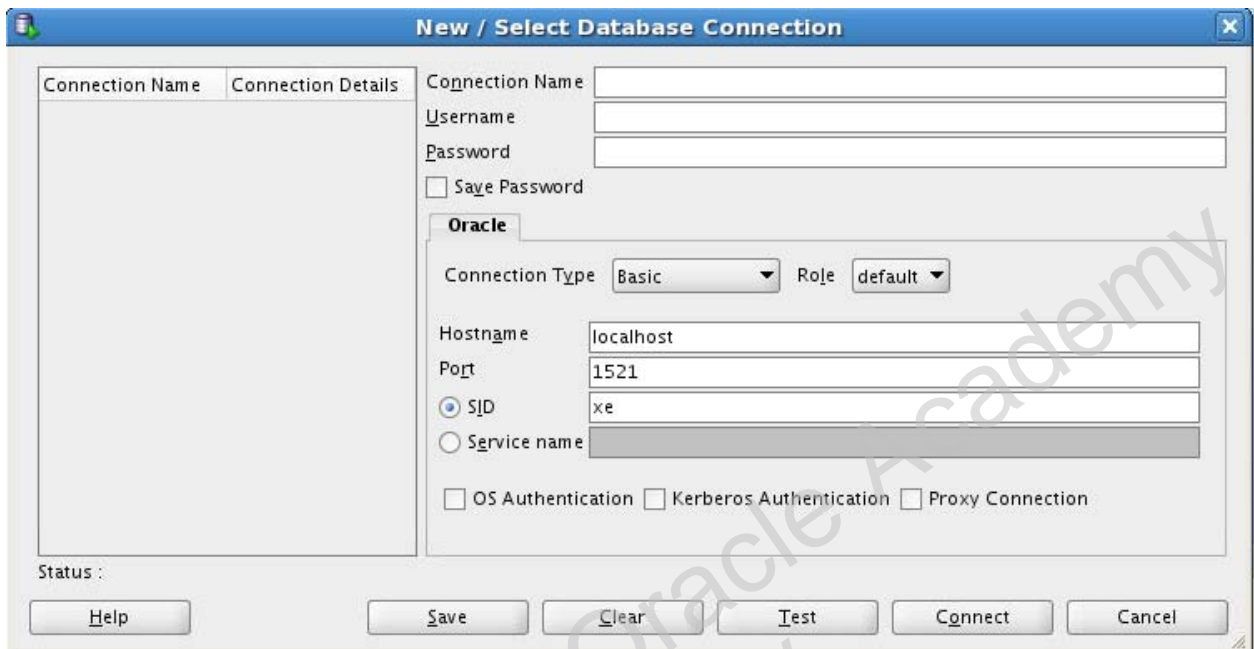 New / Select Database Connection
Connection Name Connection Details
Connection Name
Username
Password
Save Password
Oracle
Connection Type Basic Role default
Hostname localhost
Port 1521
SID xe
Service name
OS Authentication Kerberos Authentication Proxy Connection
Status :
Help Save Clear Test Connect Cancel
Oracle Academy